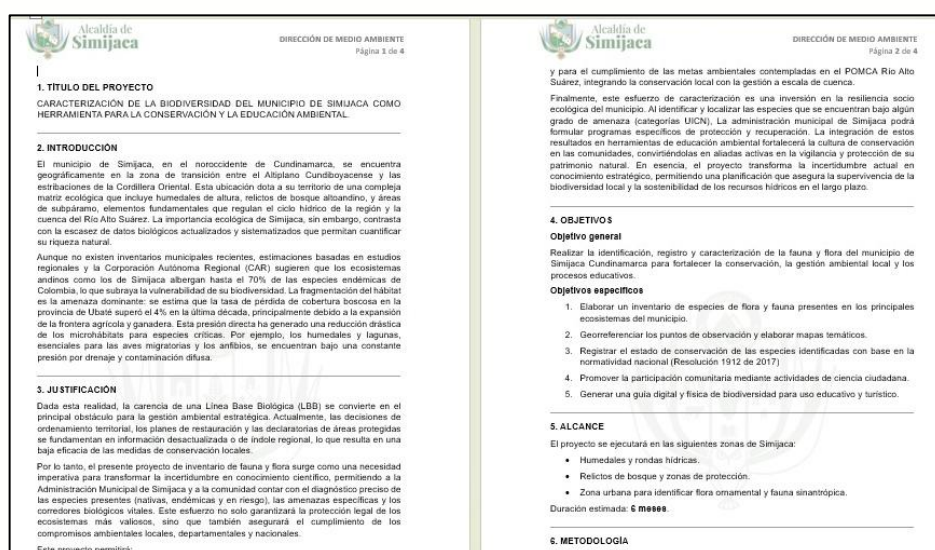 Alcaldía de
Simijaca
DIRECCIÓN DE MEDIO AMBIENTE
Página 1 de 4
1. TÍTULO DEL PROYECTO
CARACTERIZACIÓN DE LA BIODIVERSIDAD DEL MUNICIPIO DE SIMIJACA COMO
HERRAMIENTA PARA LA CONSERVACIÓN Y LA EDUCACIÓN AMBIENTAL.
2. INTRODUCCIÓN
El municipio de Simijaca, en el noroccidente de Cundinamarca, se encuentra
geográficamente en la zona de transición entre el Altiplano Cundiboyacense y las
estribaciones de la Cordillera Oriental. Esta ubicación dota a su territorio de una compleja
matriz ecológica que incluye humedales de altura, relictos de bosque altoandino, y áreas
de subpáramo, elementos fundamentales que regulan el ciclo hídrico de la región y la
cuenca del Río Alto Suárez. La importancia ecológica de Simijaca, sin embargo, contrasta
con la escasez de datos biológicos actualizados y sistematizados que permitan cuantificar
su riqueza natural.
Aunque no existen inventarios municipales recientes, estimaciones basadas en estudios
regionales y la Corporación Autónoma Regional (CAR) sugieren que los ecosistemas
andinos como los de Simijaca albergan hasta el 70% de las especies endémicas de
Colombia, lo que subraya la vulnerabilidad de su biodiversidad. La fragmentación del hábitat
es la amenaza dominante: se estima que la tasa de pérdida de cobertura boscosa en la
provincia de Ubaté superó el 4% en la última década, principalmente debido a la expansión
de la frontera agrícola y ganadera. Esta presión directa ha generado una reducción drástica
de los microhábitats para especies críticas. Por ejemplo, los humedales y lagunas,
esenciales para las aves migratorias y los anfibios, se encuentran bajo una constante
presión por drenaje y contaminación difusa.
3. JUSTIFICACIÓN
Dada esta realidad, la carencia de una Línea Base Biológica (LBB) se convierte en el
principal obstáculo para la gestión ambiental estratégica. Actualmente, las decisiones de
ordenamiento territorial, los planes de restauración y las declaratorias de áreas protegidas
se fundamentan en información desactualizada o de índole regional, lo que resulta en una
baja eficacia de las medidas de conservación locales.
Por lo tanto, el presente proyecto de inventario de fauna y flora surge como una necesidad
imperativa para transformar la incertidumbre en conocimiento científico, permitiendo a la
Administración Municipal de Simijaca y a la comunidad contar con el diagnóstico preciso de
las especies presentes (nativas, endémicas y en riesgo), las amenazas específicas y los
corredores biológicos vitales. Este esfuerzo no solo garantizará la protección legal de los
ecosistemas más valiosos, sino que también asegurará el cumplimiento de los
compromisos ambientales locales, departamentales y nacionales.
Este proyecto permitirá:
Alcaldía de
Simijaca
DIRECCIÓN DE MEDIO AMBIENTE
Página 2 de 4
y para el cumplimiento de las metas ambientales contempladas en el POMCA Río Alto
Suárez, integrando la conservación local con la gestión a escala de cuenca.
Finalmente, este esfuerzo de caracterización es una inversión en la resiliencia socio
ecológica del municipio. Al identificar y localizar las especies que se encuentran bajo algún
grado de amenaza (categorías UICN), La administración municipal de Simijaca podrá
formular programas específicos de protección y recuperación. La integración de estos
resultados en herramientas de educación ambiental fortalecerá la cultura de conservación
en las comunidades, convirtiéndolas en aliadas activas en la vigilancia y protección de su
patrimonio natural. En esencia, el proyecto transforma la incertidumbre actual en
conocimiento estratégico, permitiendo una planificación que asegura la supervivencia de la
biodiversidad local y la sostenibilidad de los recursos hídricos en el largo plazo.
4. OBJETIVOS
Objetivo general
Realizar la identificación, registro y caracterización de la fauna y flora del municipio de
Simijaca Cundinamarca para fortalecer la conservación, la gestión ambiental local y los
procesos educativos.
Objetivos específicos
1. Elaborar un inventario de especies de flora y fauna presentes en los principales
ecosistemas del municipio.
2. Georreferenciar los puntos de observación y elaborar mapas temáticos.
3. Registrar el estado de conservación de las especies identificadas con base en la
normatividad nacional (Resolución 1912 de 2017)
4. Promover la participación comunitaria mediante actividades de ciencia ciudadana.
5. Generar una guía digital y física de biodiversidad para uso educativo y turístico.
5. ALCANCE
El proyecto se ejecutará en las siguientes zonas de Simijaca:
• Humedales y rondas hídricas.
• Relictos de bosque y zonas de protección.
• Zona urbana para identificar flora ornamental y fauna sinantrópica.
Duración estimada: 6 meses.
6. METODOLOGÍA